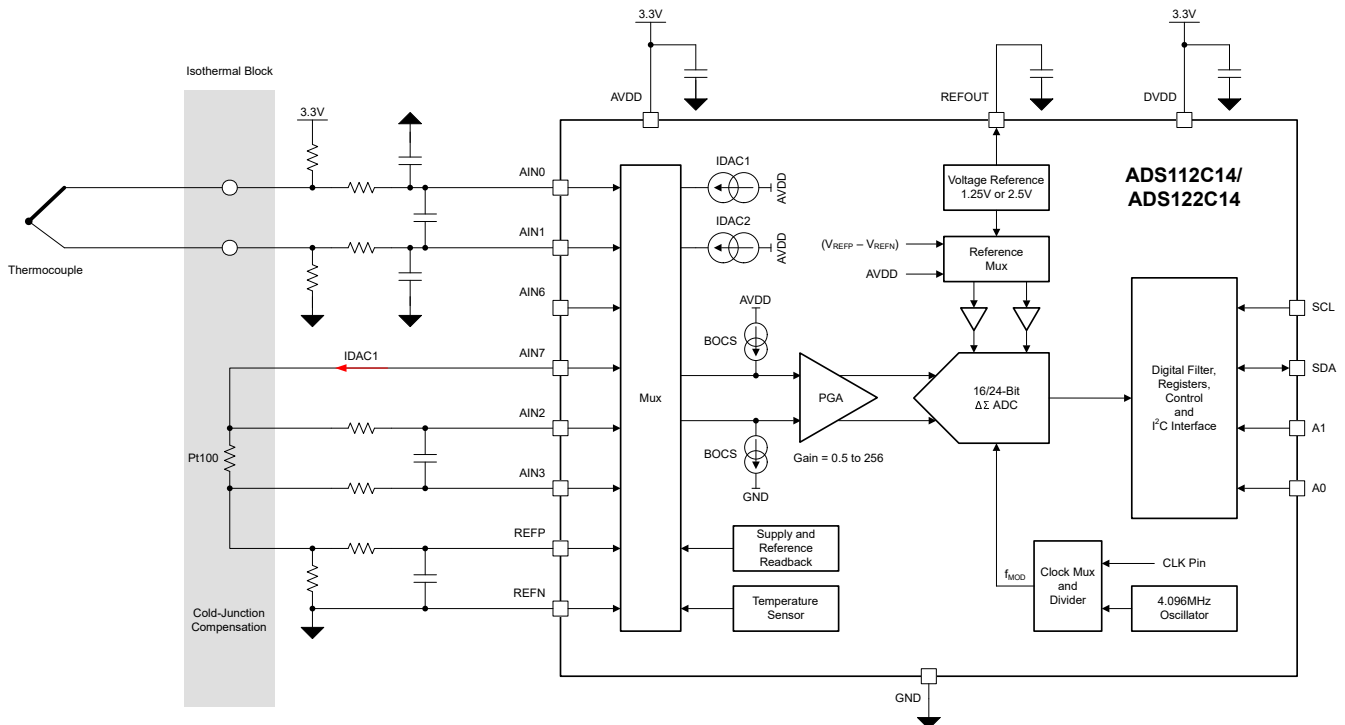 3.3V
3.3V
Isothermal Block
AVDD
REFOUT
DVDD
3.3V
AIN0
IDAC1
AVDD
Voltage Reference
1.25V or 2.5V
ADS112C14/
ADS122C14
AIN1
IDAC2
AVDD
(VREFP – VREFN)
AVDD
Reference
Mux
Thermocouple
AIN6
AVDD
BOCS
SCL
IDAC1
AIN7
Mux
PGA
16/24-Bit
ΔΣ ADC
Digital Filter,
Registers,
Control
and
I²C Interface
SDA
AIN2
A1
Pt100
BOCS
Gain = 0.5 to 256
AIN3
GND
A0
REFP
Supply and
Reference
Readback
fMOD
Clock Mux
and
Divider
CLK Pin
REFN
Temperature
Sensor
4.096MHz
Oscillator
Cold-Junction
Compensation
GND